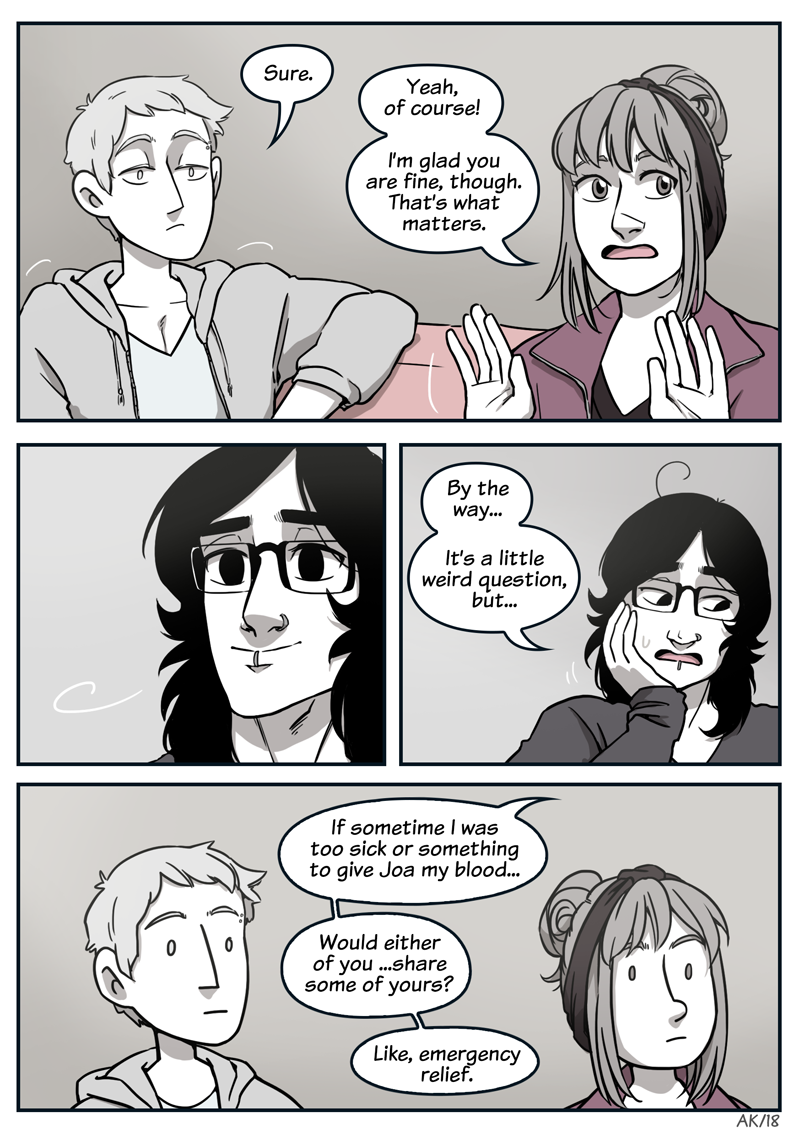 Sure.
Yeah,
of course!
I'm glad you
are fine, though.
That's what
matters.
By the
way...
It's a little
weird question,
but...
If sometime I was
too sick or something
to give Joa my blood...
Would either
of you ...share
some of yours?
Like, emergency
relief.
AK/18